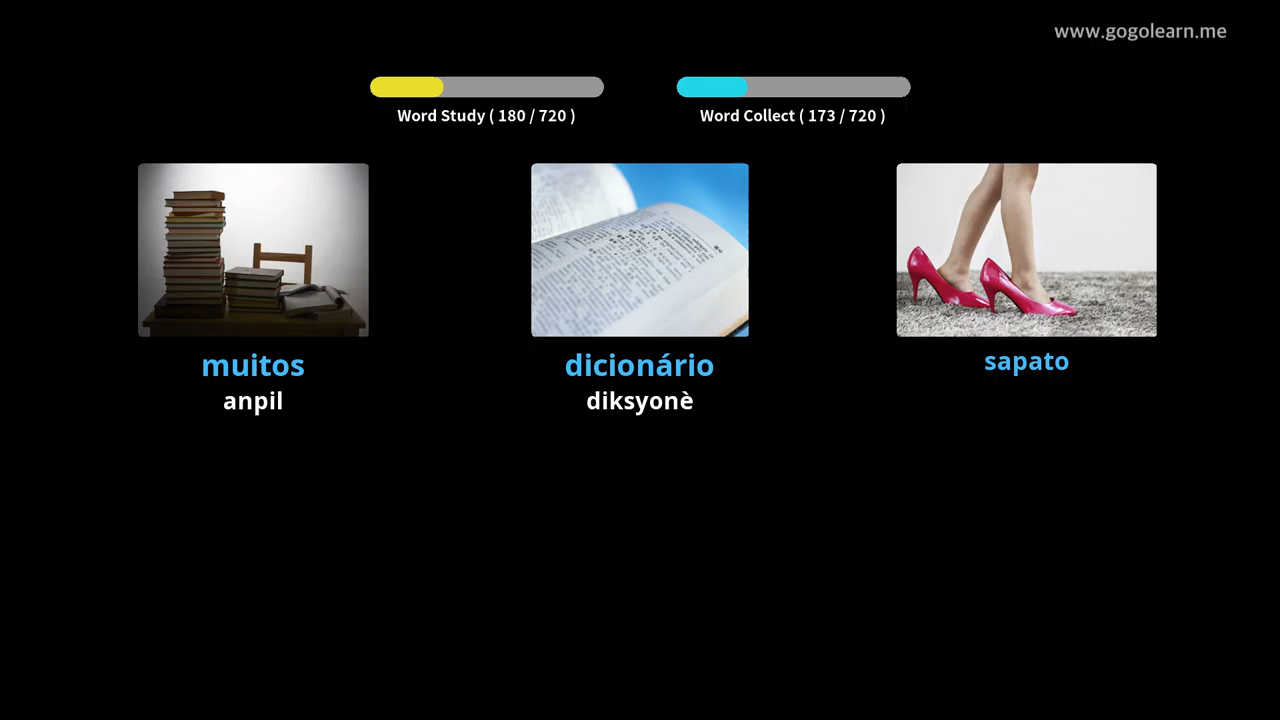 www.gogolearn.me
Word Study ( 180 / 720 )
Word Collect ( 173 / 720 )
muitos
anpil
dicionário
diksyonè
sapato